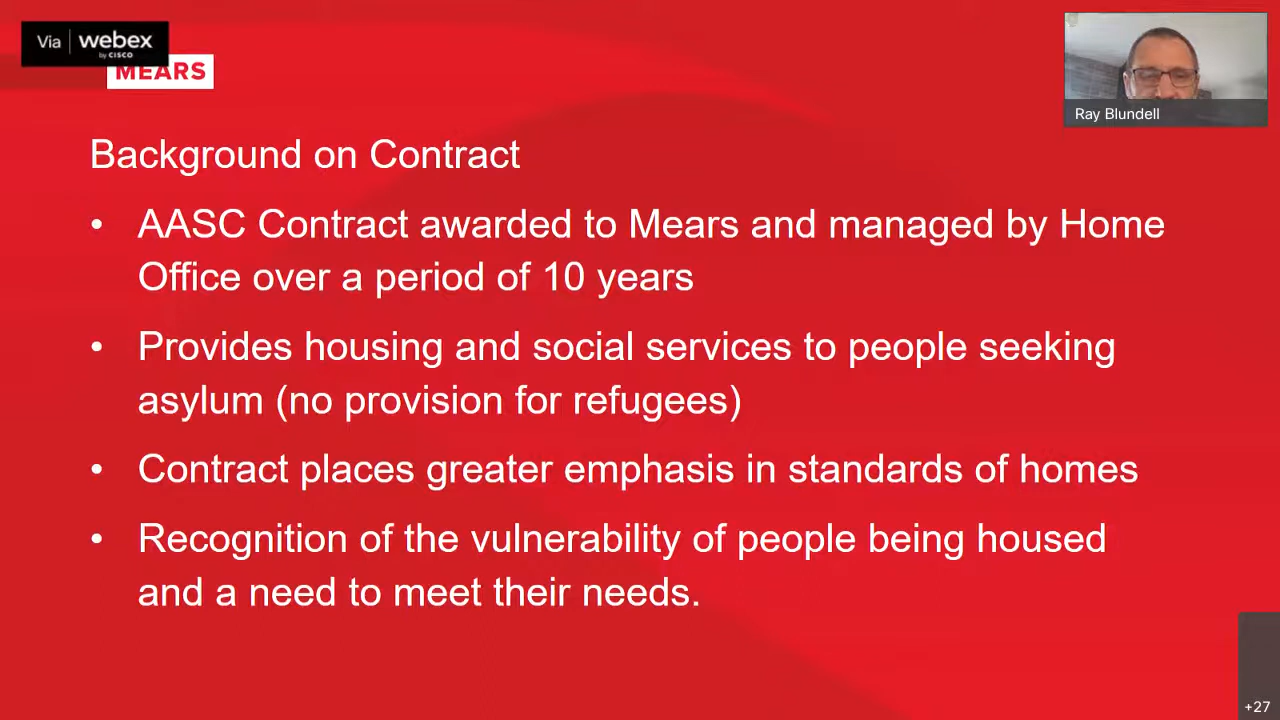 Via webex
by CISCO
MEARS
Ray Blundell
Background on Contract
• AASC Contract awarded to Mears and managed by Home
Office over a period of 10 years
• Provides housing and social services to people seeking
asylum (no provision for refugees)
• Contract places greater emphasis in standards of homes
• Recognition of the vulnerability of people being housed
and a need to meet their needs.
+27